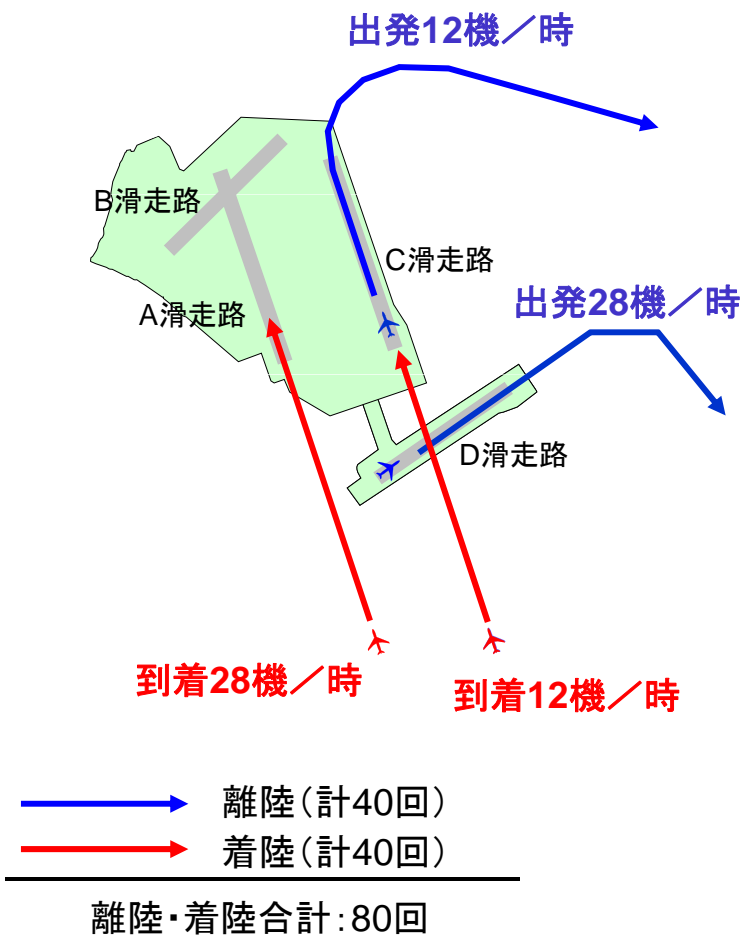 出発12機／時
B滑走路
C滑走路
出発28機／時
A滑走路
D滑走路
到着28機／時
到着12機／時
離陸（計40回）
着陸（計40回）
離陸・着陸合計：80回